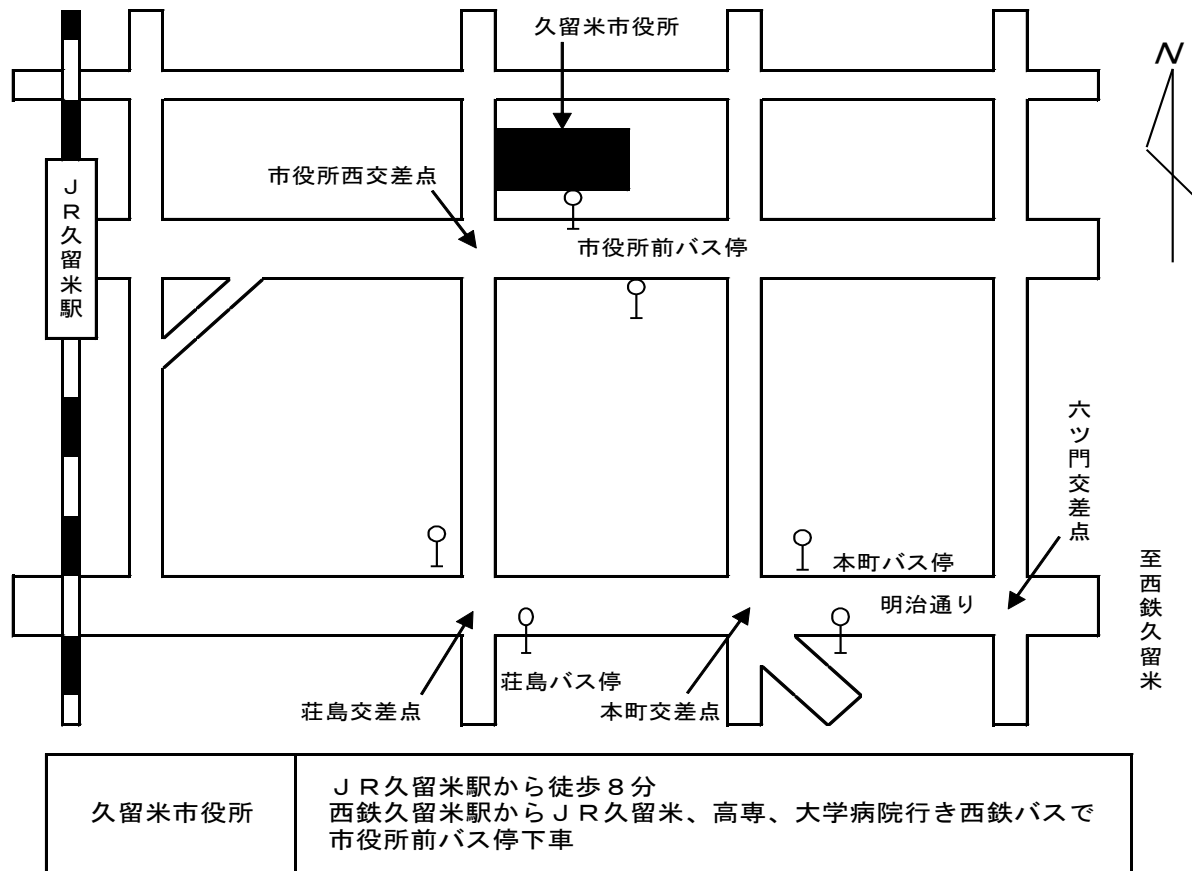 久留米市役所
N
市役所西交差点
ＪＲ久留米駅
市役所前バス停
六ツ門交差点
本町バス停
明治通り
至西鉄久留米
荘島バス停
荘島交差点
本町交差点
久留米市役所
ＪＲ久留米駅から徒歩８分
西鉄久留米駅からＪＲ久留米、高専、大学病院行き西鉄バスで
市役所前バス停下車